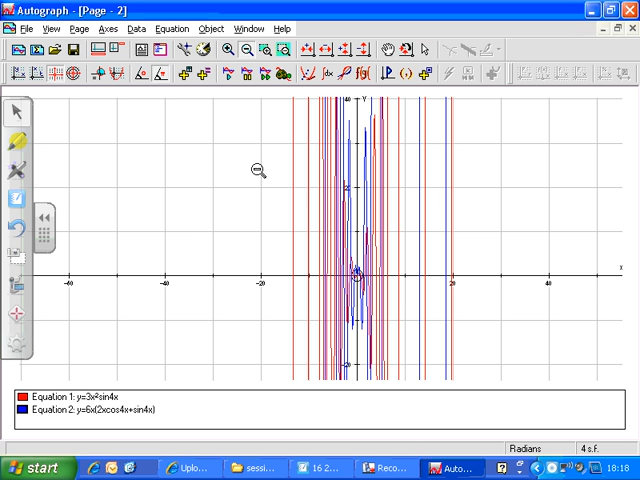 Autograph - [Page - 2]
File View Page Axes Data Equation Object Window Help
40 Y
20
x
-60 -40 -20 0 20 40
-20
Equation 1: y=3x²sin4x
Equation 2: y=6x(2xcos4x+sin4x)
Radians 4 s.f.
start Uplo... sessi... 16 2... Reco... Auto... 18:18